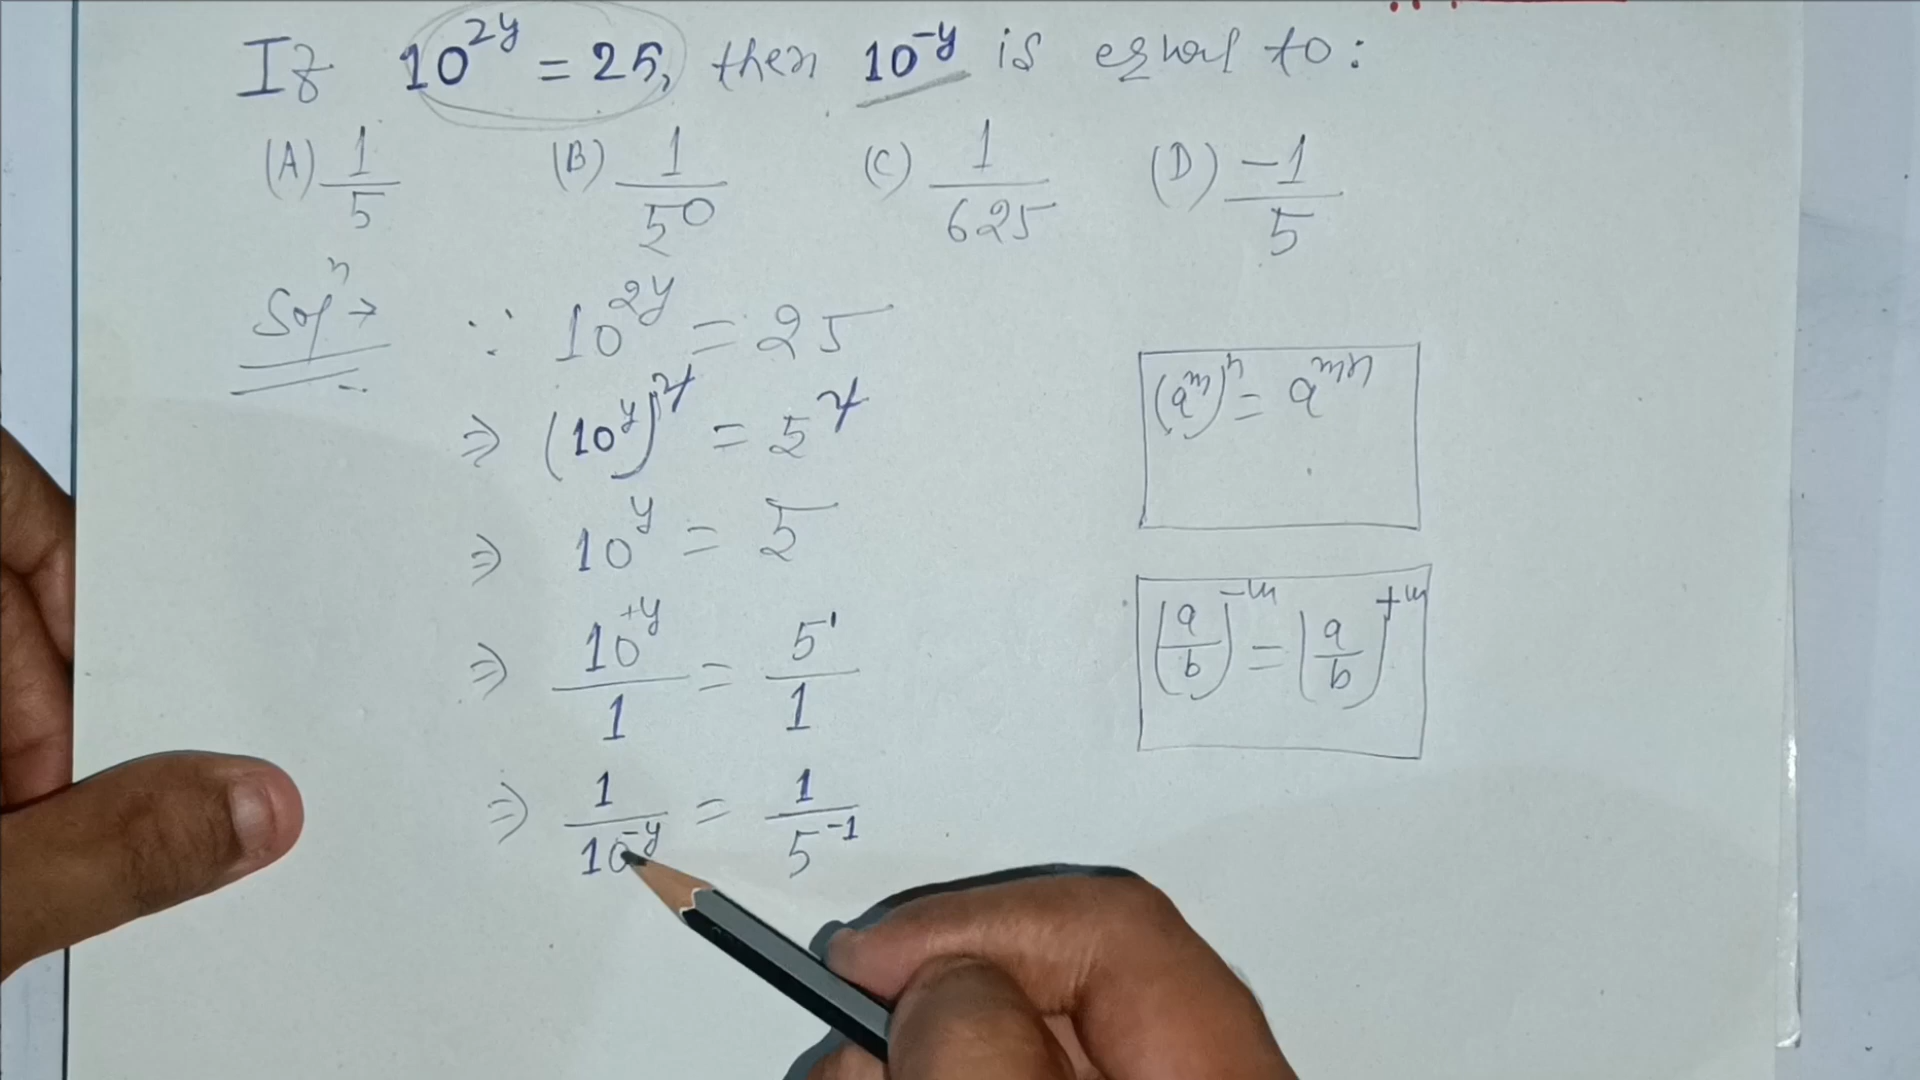 If 10^{2y} = 25, then 10^{-y} is equal to:
(A) 1/5 (B) 1/50 (C) 1/625 (D) -1/5
Sol^n → ∵ 10^{2y} = 25
⇒ (10^y)^2 = 5^2
⇒ 10^y = 5
⇒ 10^{+y}/1 = 5^1/1
⇒ 1/10^{-y} = 1/5^{-1}
(a^m)^n = a^{mn}
(a/b)^{-m} = (a/b)^{+m}